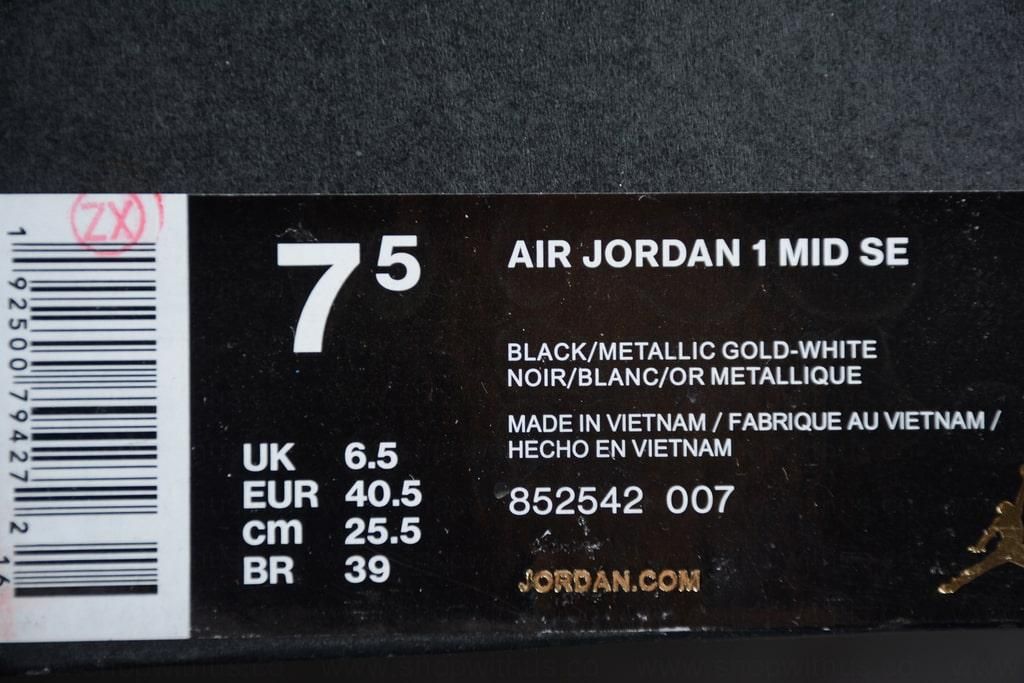 ZX
1 92500 79427 2
7 5
AIR JORDAN 1 MID SE
BLACK/METALLIC GOLD-WHITE
NOIR/BLANC/OR METALLIQUE
MADE IN VIETNAM / FABRIQUE AU VIETNAM /
HECHO EN VIETNAM
852542 007
JORDAN.COM
UK 6.5
EUR 40.5
cm 25.5
BR 39